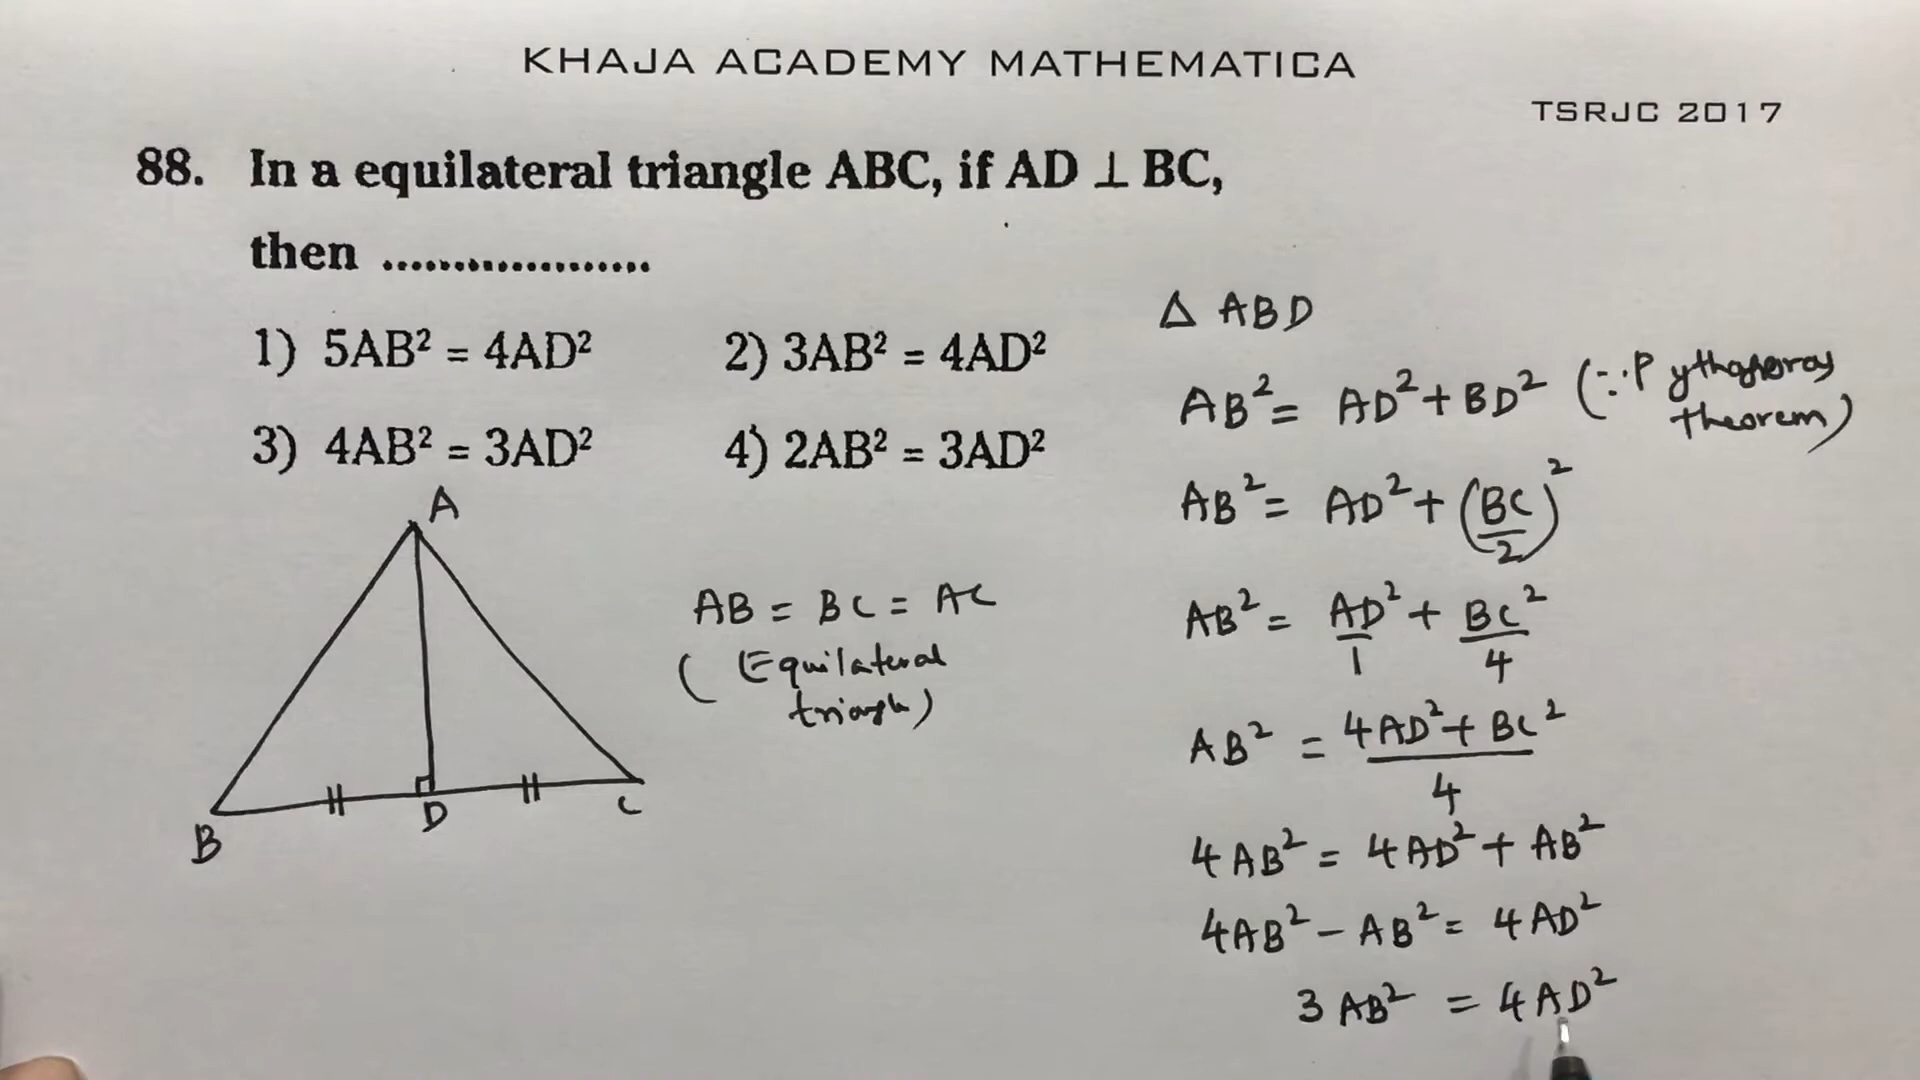 KHAJA ACADEMY MATHEMATICA
TSRJC 2017
88. In a equilateral triangle ABC, if AD ⊥ BC,
then ...................
1) 5AB² = 4AD²
2) 3AB² = 4AD²
3) 4AB² = 3AD²
4) 2AB² = 3AD²
A
B
D
C
AB = BC = AC
( Equilateral
triangle)
Δ ABD
AB² = AD² + BD² (∵ Pythagoras
theorem)
AB² = AD² + (BC/2)²
AB² = AD²/1 + BC²/4
AB² = 4AD² + BC²/4
4AB² = 4AD² + AB²
4AB² − AB² = 4AD²
3AB² = 4AD²